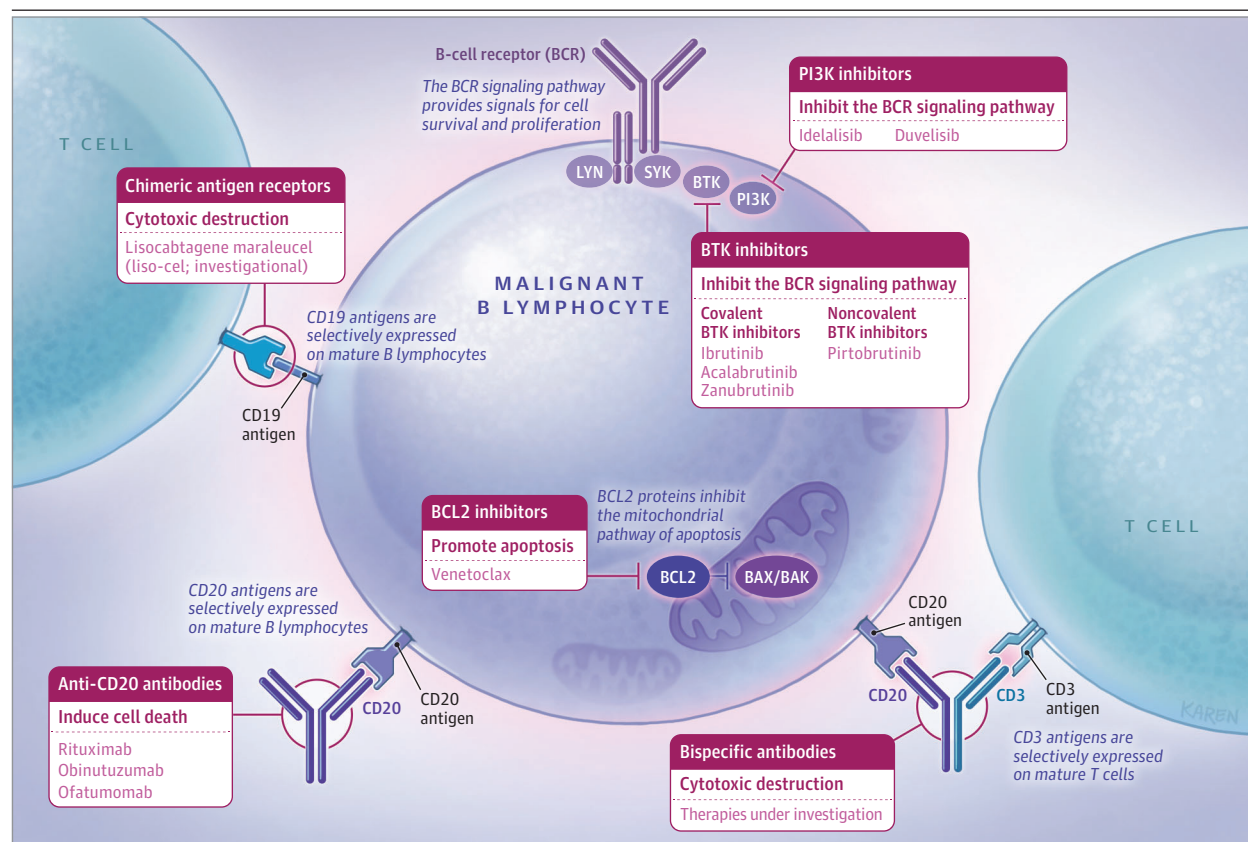 B-cell receptor (BCR)
The BCR signaling pathway
provides signals for cell
survival and proliferation
LYN
SYK
BTK
PI3K
PI3K inhibitors
Inhibit the BCR signaling pathway
Idelalisib Duvelisib
T CELL
Chimeric antigen receptors
Cytotoxic destruction
Lisocabtagene maraleucel
(liso-cel; investigational)
BTK inhibitors
Inhibit the BCR signaling pathway
Covalent
BTK inhibitors
Ibrutinib
Acalabrutinib
Zanubrutinib
Noncovalent
BTK inhibitors
Pirtobrutinib
MALIGNANT
B LYMPHOCYTE
CD19 antigens are
selectively expressed
on mature B lymphocytes
CD19
antigen
BCL2 inhibitors
Promote apoptosis
Venetoclax
BCL2 proteins inhibit
the mitochondrial
pathway of apoptosis
BCL2
BAX/BAK
T CELL
CD20 antigens are
selectively expressed
on mature B lymphocytes
CD20
antigen
CD20
Anti-CD20 antibodies
Induce cell death
Rituximab
Obinutuzumab
Ofatumomab
CD20
antigen
CD20
CD3
CD3
antigen
CD3 antigens are
selectively expressed
on mature T cells
Bispecific antibodies
Cytotoxic destruction
Therapies under investigation
KAREN